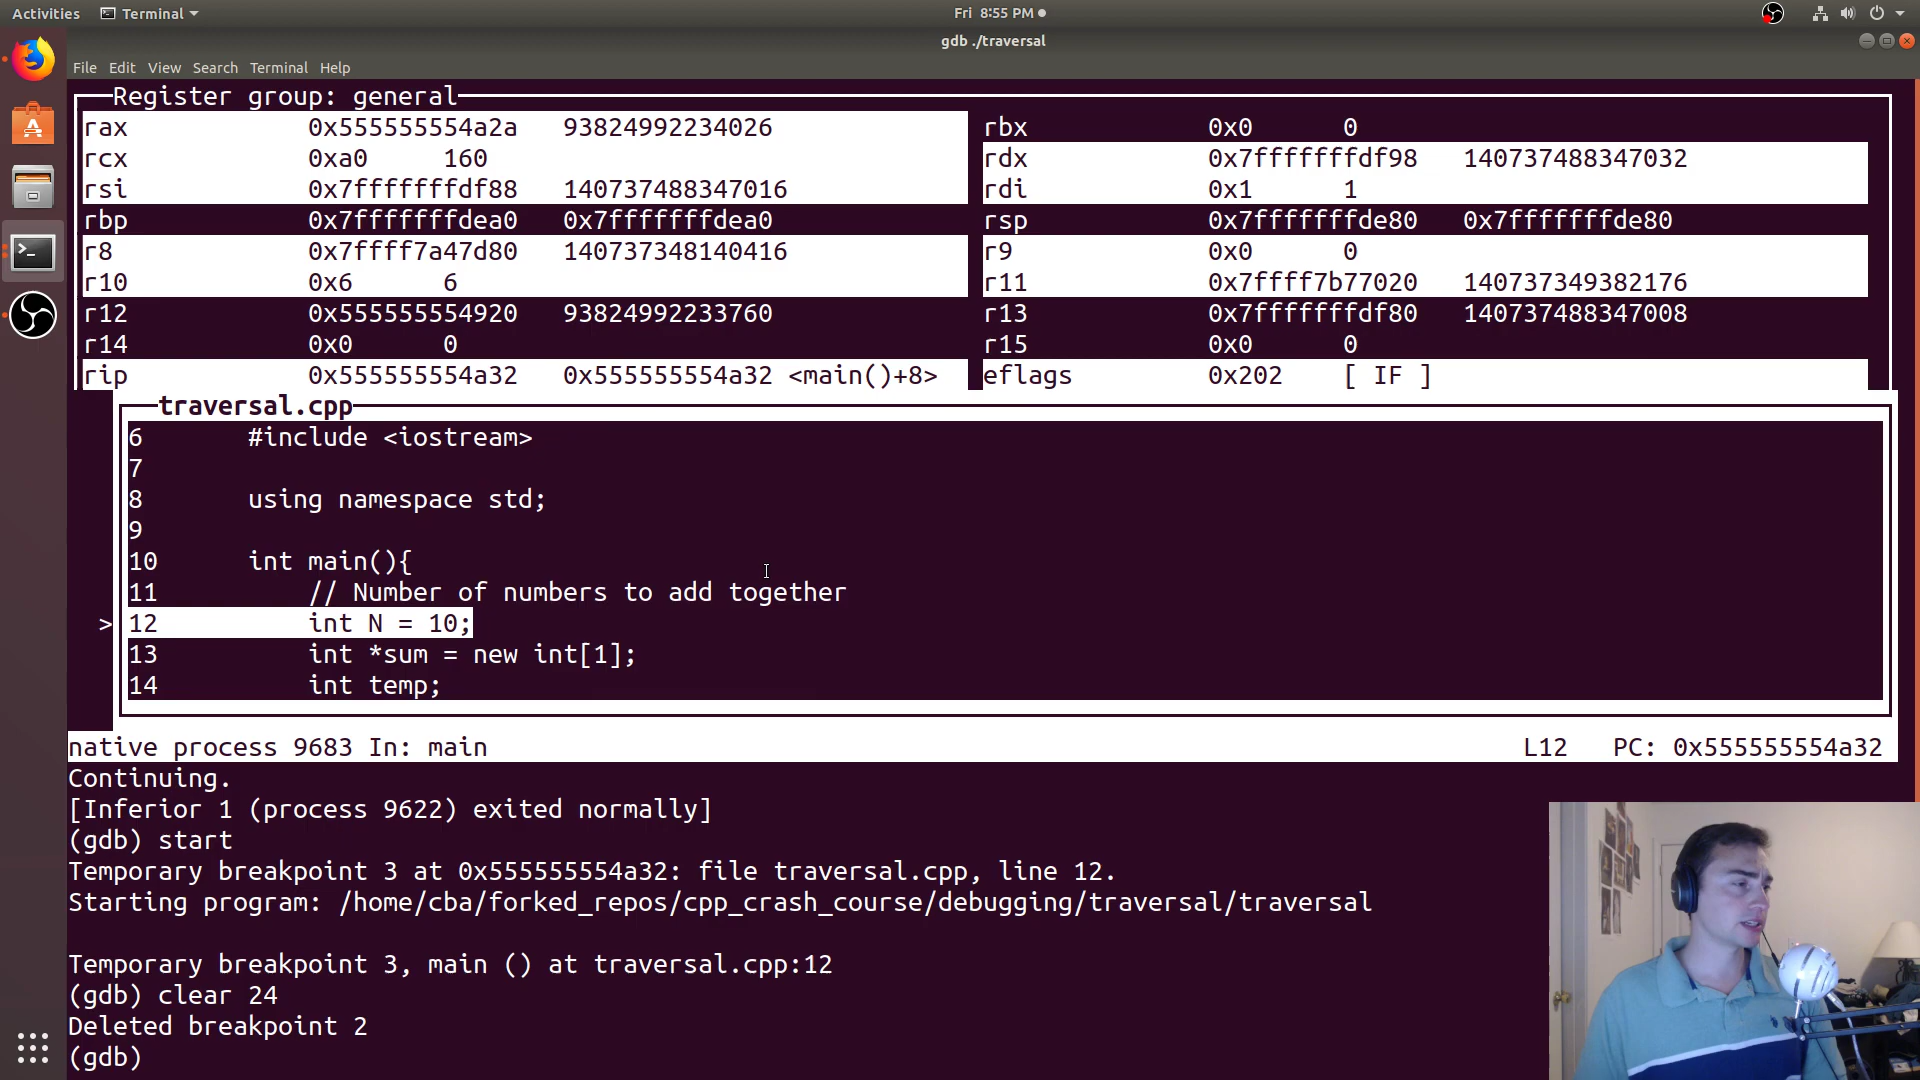 Activities Terminal Fri 8:55 PM
gdb ./traversal
File Edit View Search Terminal Help
Register group: general
rax 0x555555554a2a 93824992234026 rbx 0x0 0
rcx 0xa0 160 rdx 0x7fffffffdf98 140737488347032
rsi 0x7fffffffdf88 140737488347016 rdi 0x1 1
rbp 0x7fffffffdea0 0x7fffffffdea0 rsp 0x7fffffffde80 0x7fffffffde80
r8 0x7ffff7a47d80 140737348140416 r9 0x0 0
r10 0x6 6 r11 0x7ffff7b77020 140737349382176
r12 0x555555554920 93824992233760 r13 0x7fffffffdf80 140737488347008
r14 0x0 0 r15 0x0 0
rip 0x555555554a32 0x555555554a32 <main()+8> eflags 0x202 [ IF ]
traversal.cpp
6 #include <iostream>
7
8 using namespace std;
9
10 int main(){
11 // Number of numbers to add together
> 12 int N = 10;
13 int *sum = new int[1];
14 int temp;
native process 9683 In: main L12 PC: 0x555555554a32
Continuing.
[Inferior 1 (process 9622) exited normally]
(gdb) start
Temporary breakpoint 3 at 0x555555554a32: file traversal.cpp, line 12.
Starting program: /home/cba/forked_repos/cpp_crash_course/debugging/traversal/traversal
Temporary breakpoint 3, main () at traversal.cpp:12
(gdb) clear 24
Deleted breakpoint 2
(gdb)